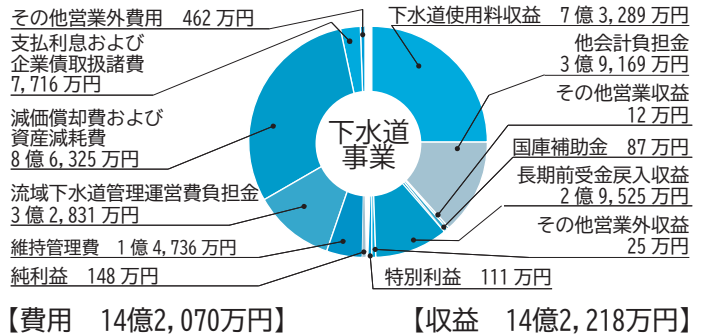 その他営業外費用 462 万円
支払利息および
企業債取扱諸費
7,716 万円
減価償却費および
資産減耗費
8 億 6,325 万円
流域下水道管理運営費負担金
3 億 2,831 万円
維持管理費 1 億 4,736 万円
純利益 148 万円
下水道
事業
下水道使用料収益 7 億 3,289 万円
他会計負担金
3 億 9,169 万円
その他営業収益
12 万円
国庫補助金 87 万円
長期前受金戻入収益
2 億 9,525 万円
その他営業外収益
25 万円
特別利益 111 万円
【費用 14億2,070万円】
【収益 14億2,218万円】